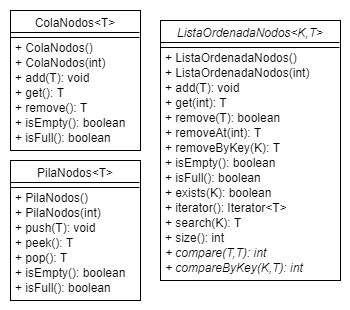 ColaNodos<T>
+ ColaNodos()
+ ColaNodos(int)
+ add(T): void
+ get(): T
+ remove(): T
+ isEmpty(): boolean
+ isFull(): boolean
PilaNodos<T>
+ PilaNodos()
+ PilaNodos(int)
+ push(T): void
+ peek(): T
+ pop(): T
+ isEmpty(): boolean
+ isFull(): boolean
ListaOrdenadaNodos<K,T>
+ ListaOrdenadaNodos()
+ ListaOrdenadaNodos(int)
+ add(T): void
+ get(int): T
+ remove(T): boolean
+ removeAt(int): T
+ removeByKey(K): T
+ isEmpty(): boolean
+ isFull(): boolean
+ exists(K): boolean
+ iterator(): Iterator<T>
+ search(K): T
+ size(): int
+ compare(T,T): int
+ compareByKey(K,T): int